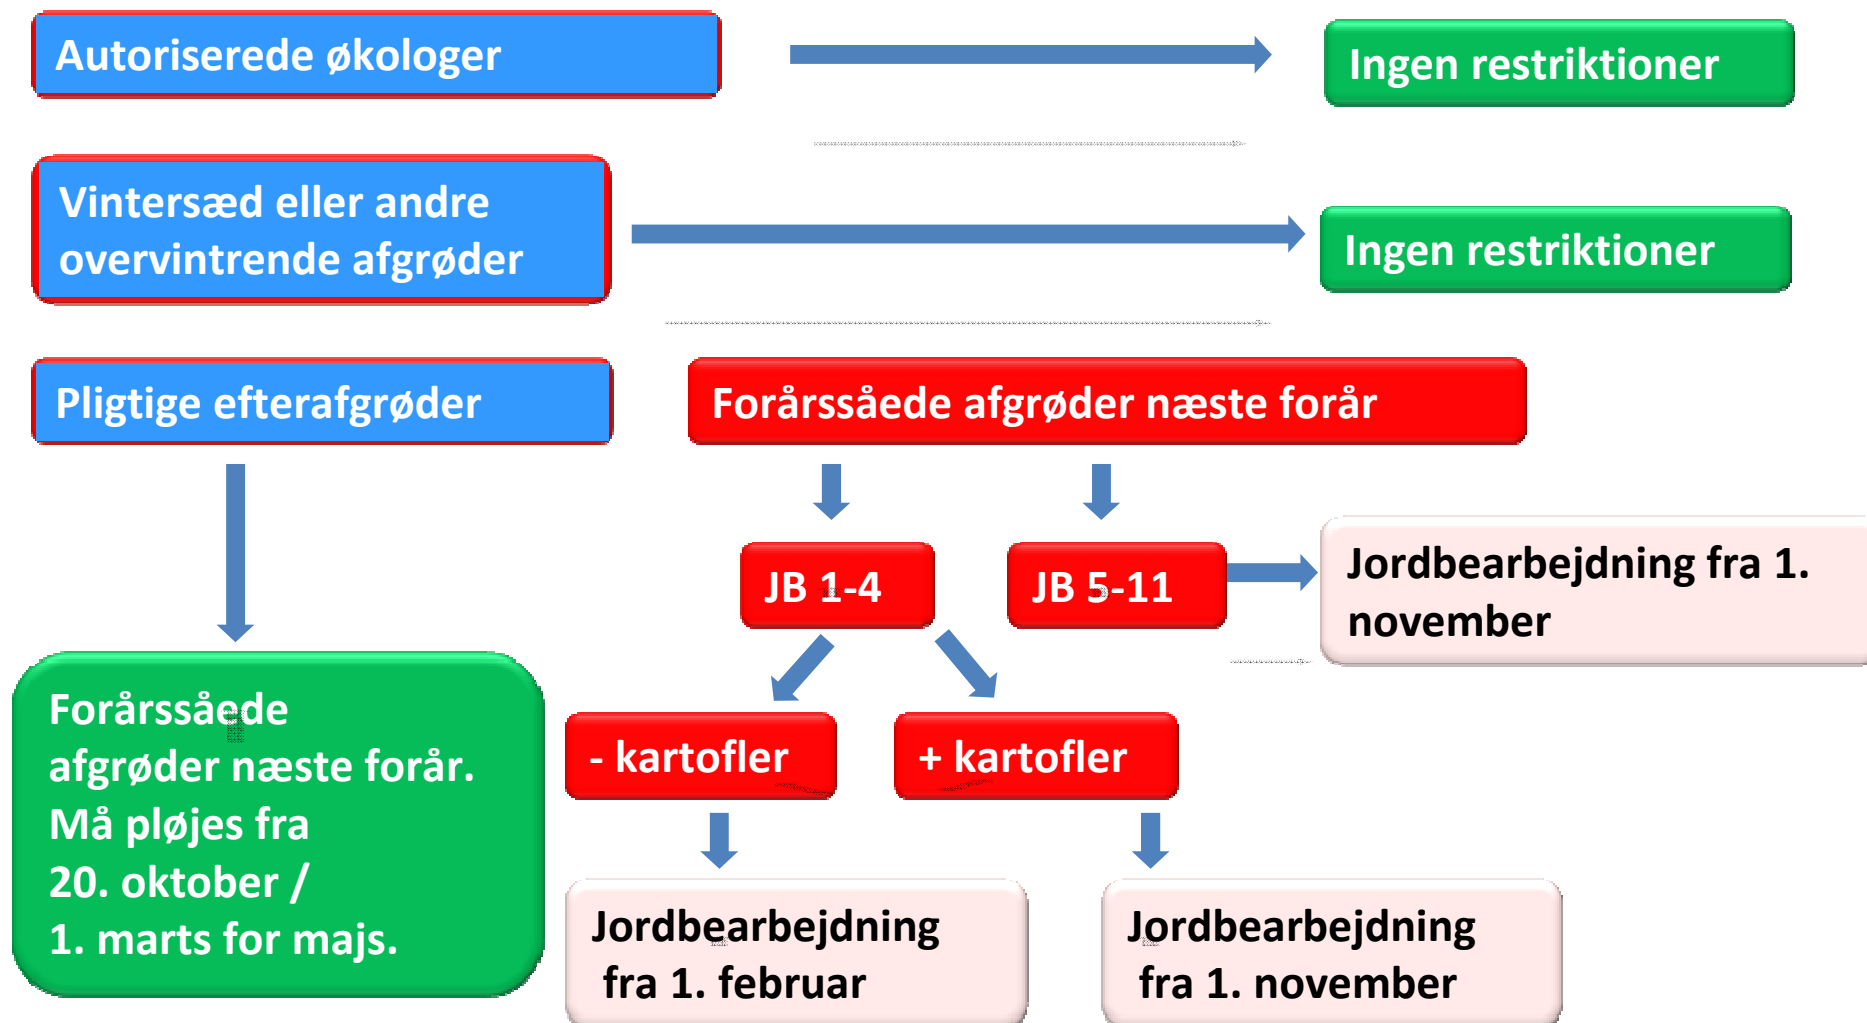 Autoriserede økologer
Ingen restriktioner
Vintersæd eller andre
overvintrende afgrøder
Ingen restriktioner
Pligtige efterafgrøder
Forårssåede afgrøder næste forår
JB 1-4
JB 5-11
Jordbearbejdning fra 1.
november
Forårssåede
afgrøder næste forår.
Må pløjes fra
20. oktober /
1. marts for majs.
- kartofler
+ kartofler
Jordbearbejdning
fra 1. februar
Jordbearbejdning
fra 1. november